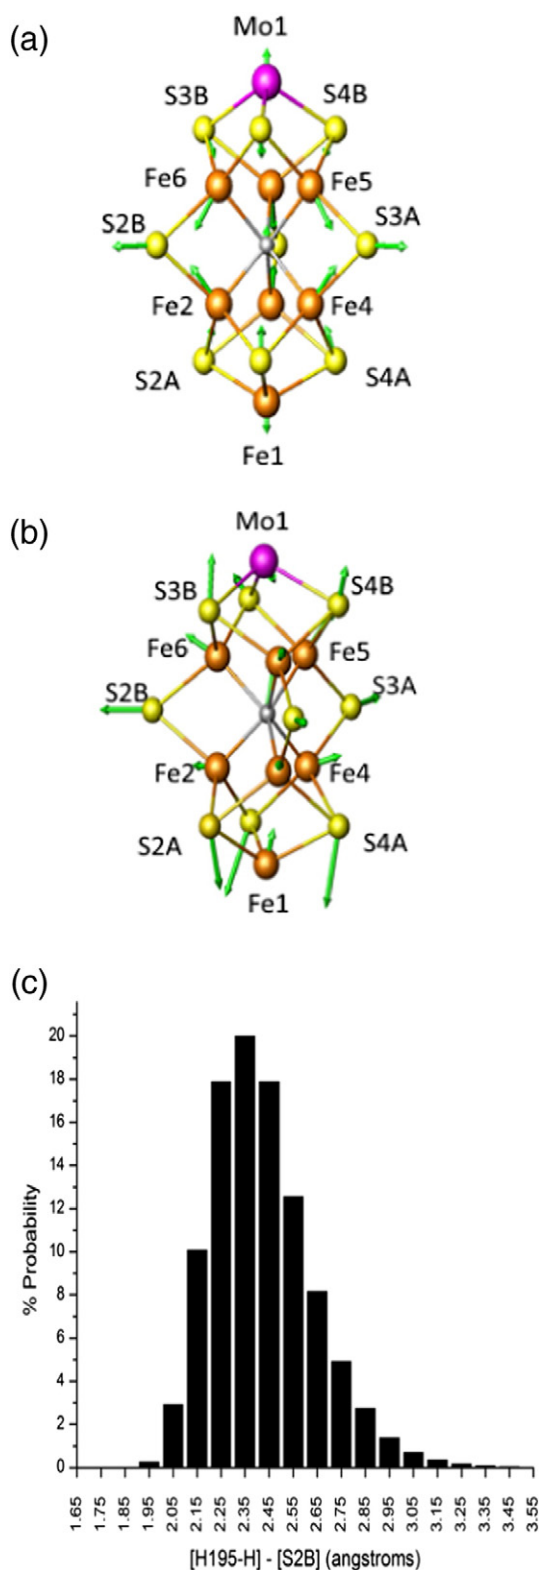 (a)
Mo1
S3B S4B
Fe6 Fe5
S2B S3A
Fe2 Fe4
S2A S4A
Fe1
(b)
Mo1
S3B S4B
Fe6 Fe5
S2B S3A
Fe2 Fe4
S2A S4A
Fe1
(c)
% Probability
20
18
16
14
12
10
8
6
4
2
0
1.65 1.75 1.85 1.95 2.05 2.15 2.25 2.35 2.45 2.55 2.65 2.75 2.85 2.95 3.05 3.15 3.25 3.35 3.45 3.55
[H195-H] - [S2B] (angstroms)